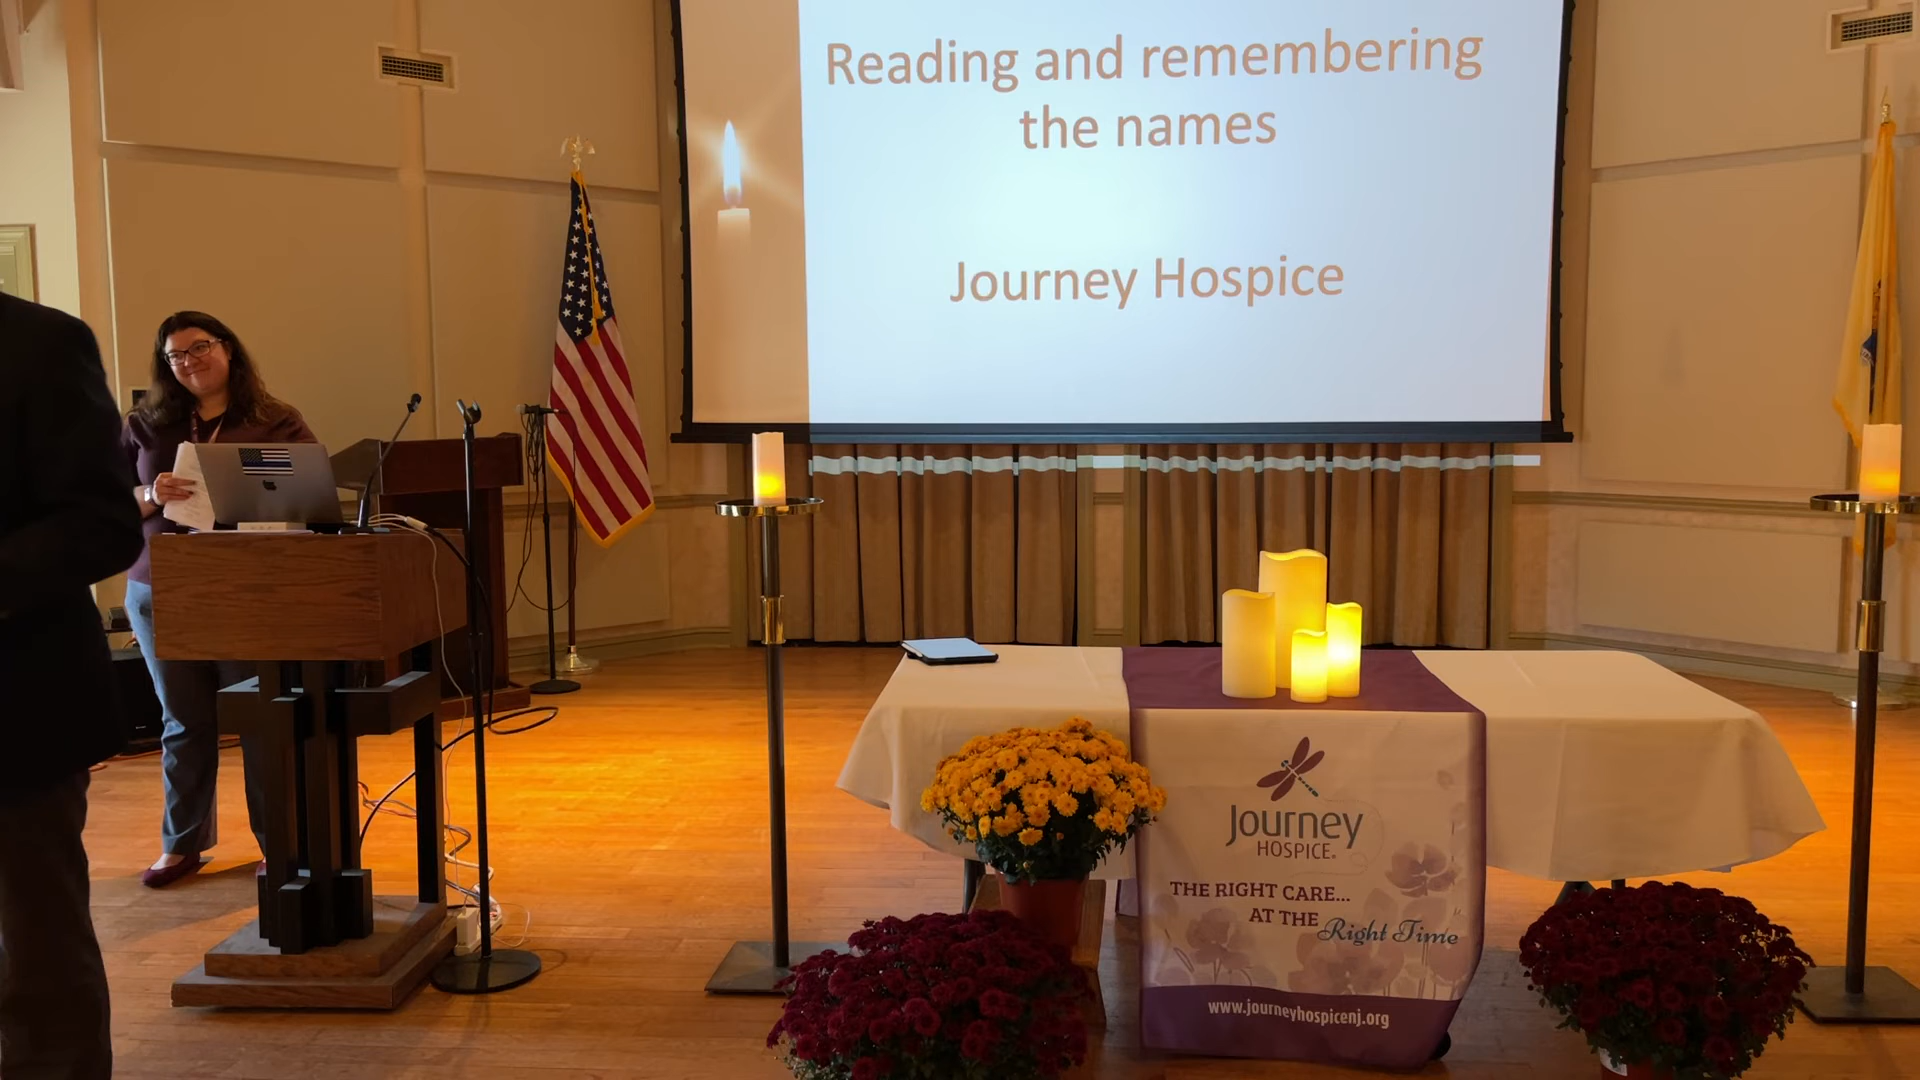 Reading and remembering
the names
Journey Hospice
Journey
HOSPICE®
THE RIGHT CARE...
AT THE Right Time
www.journeyhospicenj.org